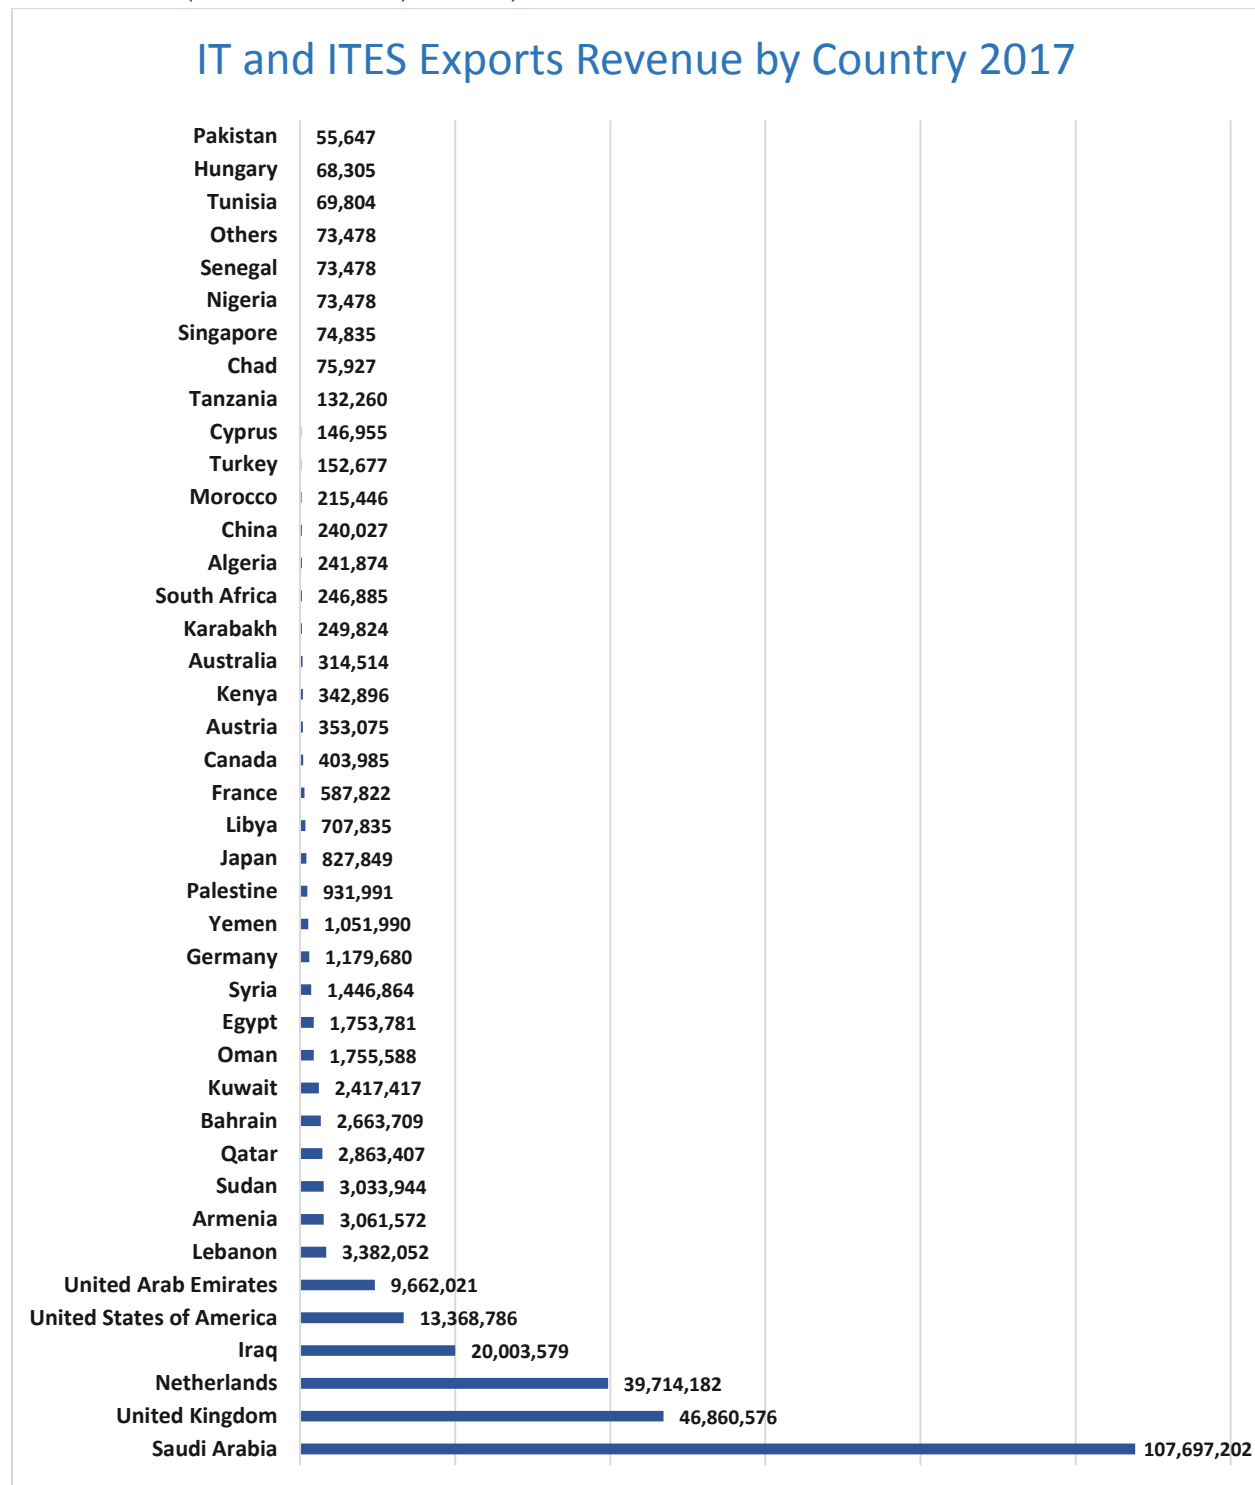 IT and ITES Exports Revenue by Country 2017
Pakistan 55,647
Hungary 68,305
Tunisia 69,804
Others 73,478
Senegal 73,478
Nigeria 73,478
Singapore 74,835
Chad 75,927
Tanzania 132,260
Cyprus 146,955
Turkey 152,677
Morocco 215,446
China 240,027
Algeria 241,874
South Africa 246,885
Karabakh 249,824
Australia 314,514
Kenya 342,896
Austria 353,075
Canada 403,985
France 587,822
Libya 707,835
Japan 827,849
Palestine 931,991
Yemen 1,051,990
Germany 1,179,680
Syria 1,446,864
Egypt 1,753,781
Oman 1,755,588
Kuwait 2,417,417
Bahrain 2,663,709
Qatar 2,863,407
Sudan 3,033,944
Armenia 3,061,572
Lebanon 3,382,052
United Arab Emirates 9,662,021
United States of America 13,368,786
Iraq 20,003,579
Netherlands 39,714,182
United Kingdom 46,860,576
Saudi Arabia 107,697,202